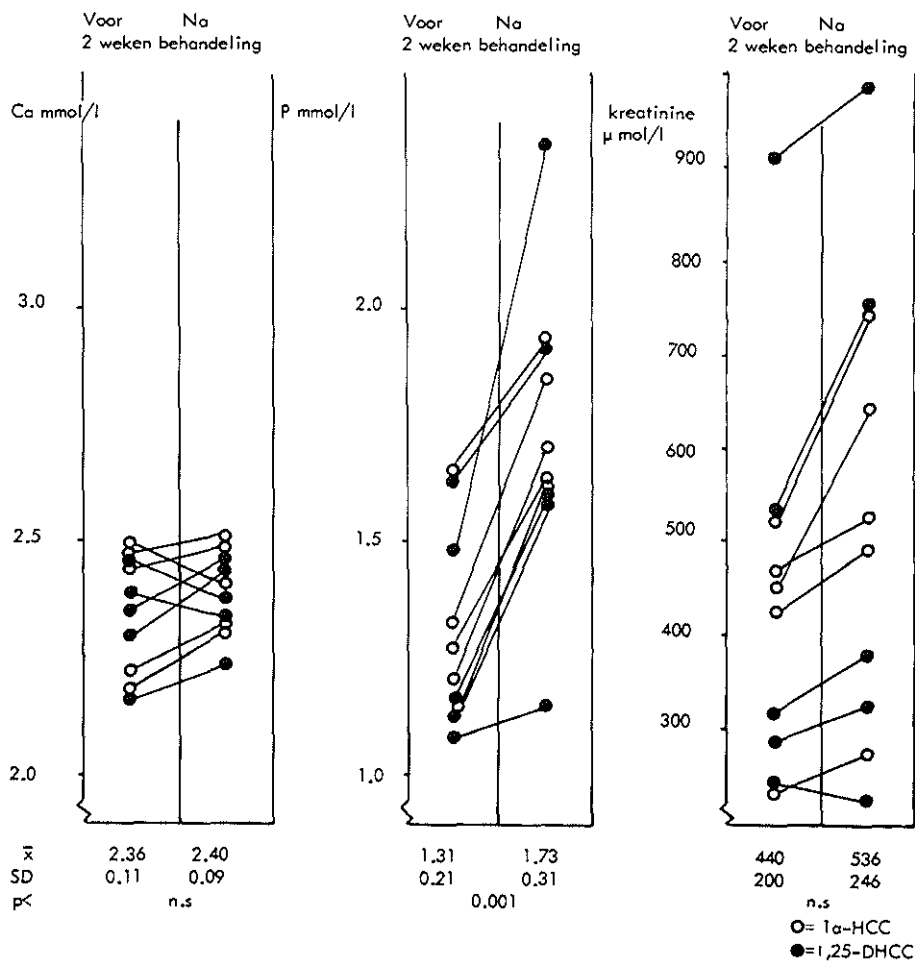 Voor Na
2 weken behandeling
Ca mmol/l
3.0
2.5
2.0
Voor Na
2 weken behandeling
P mmol/l
2.0
1.5
1.0
Voor Na
2 weken behandeling
kreatinine
μ mol/l
900
800
700
600
500
400
300
x̄ 2.36 2.40 1.31 1.73 440 536
SD 0.11 0.09 0.21 0.31 200 246
P< n.s 0.001 n.s
O= 1α-HCC
●=1,25-DHCC